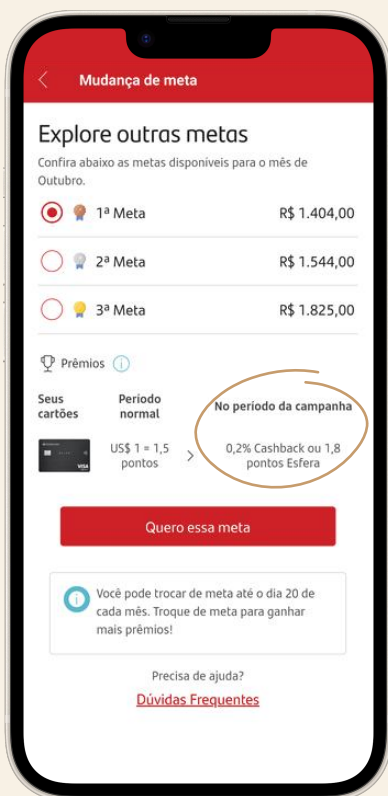 Mudança de meta
Explore outras metas
Confira abaixo as metas disponíveis para o mês de
Outubro.
1ª Meta R$ 1.404,00
2ª Meta R$ 1.544,00
3ª Meta R$ 1.825,00
Prêmios
Seus
cartões
Período
normal
No período da campanha
VISA
US$ 1 = 1,5
pontos
0,2% Cashback ou 1,8
pontos Esfera
Quero essa meta
Você pode trocar de meta até o dia 20 de
cada mês. Troque de meta para ganhar
mais prêmios!
Precisa de ajuda?
Dúvidas Frequentes